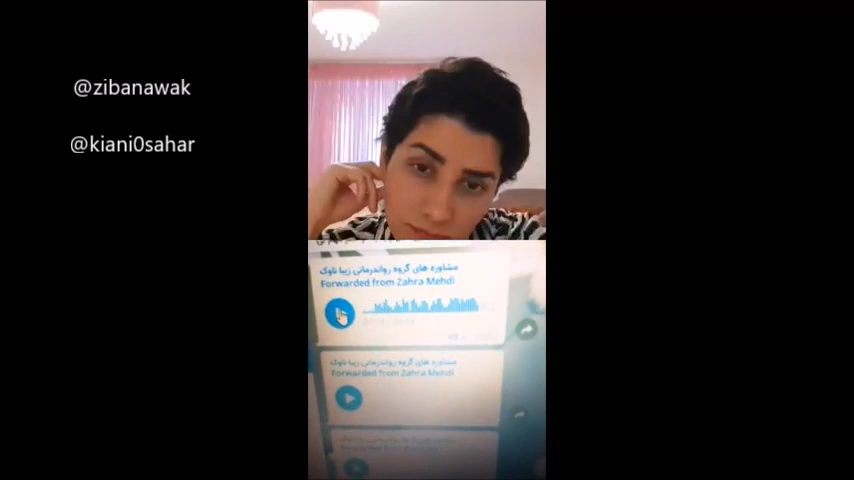 @zibanawak
@kiani0sahar
مشاوره های گروه رواندرمانی زیبا ناوک
Forwarded from Zahra Mehdi
مشاوره های گروه رواندرمانی زیبا ناوک
Forwarded from Zahra Mehdi